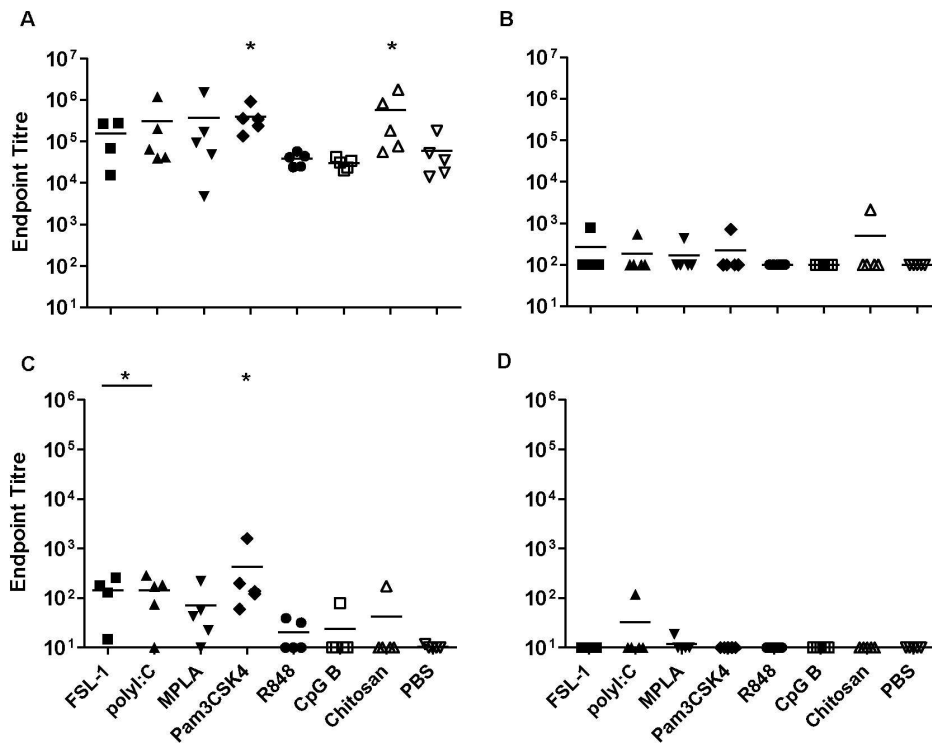 A
B
* *
10⁷
10⁶
10⁵
10⁴
10³
10²
10¹
Endpoint Titre
10⁷
10⁶
10⁵
10⁴
10³
10²
10¹
C
D
* *
10⁶
10⁵
10⁴
10³
10²
10¹
Endpoint Titre
FSL-1
polyI:C
MPLA
Pam3CSK4
R848
CpG B
Chitosan
PBS
10⁶
10⁵
10⁴
10³
10²
10¹
FSL-1
polyI:C
MPLA
Pam3CSK4
R848
CpG B
Chitosan
PBS